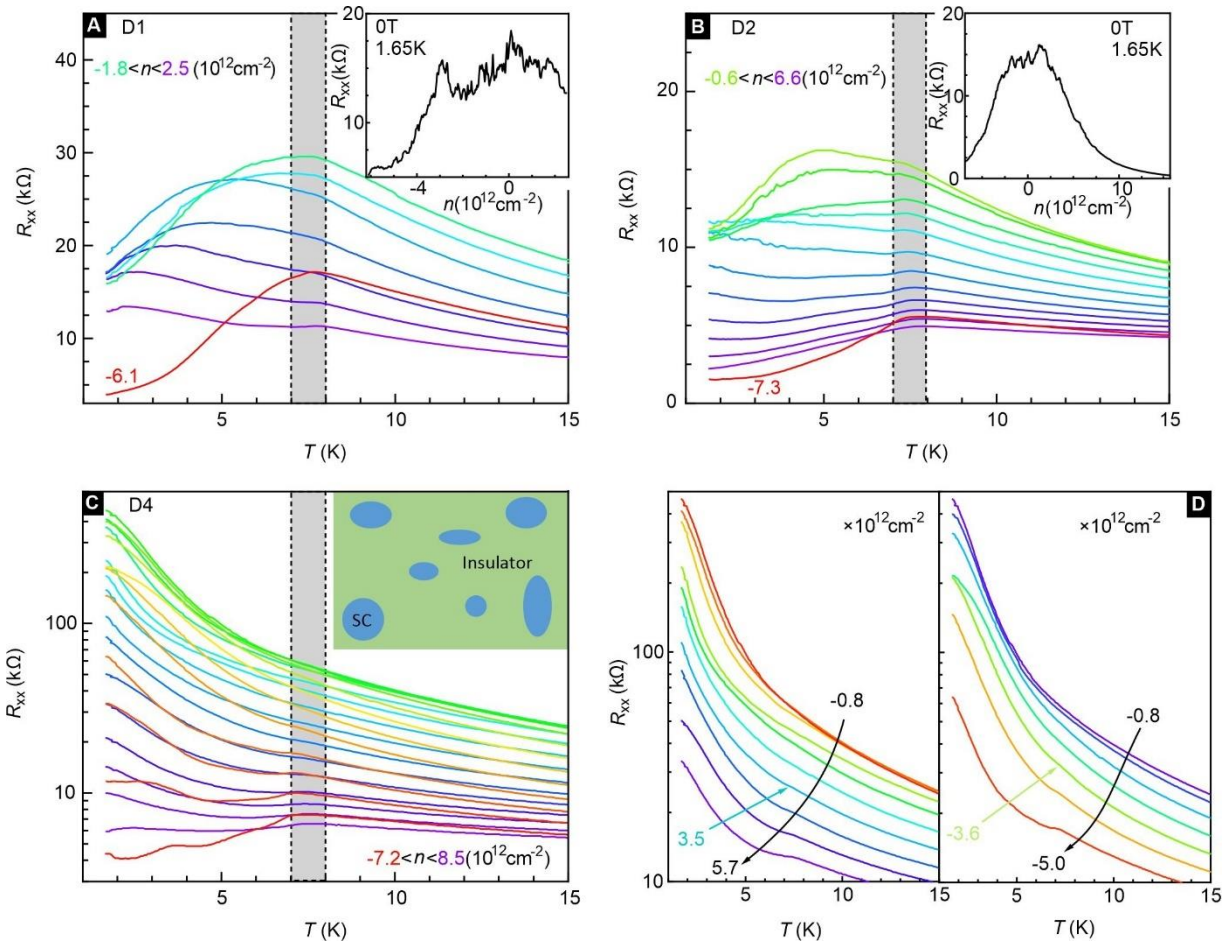 A D1
-1.8<n<2.5 (10¹²cm⁻²)
-6.1
Rxx (kΩ)
40
30
20
10
5
10
15
T (K)
0T
1.65K
Rxx(kΩ)
20
15
10
-4
0
n(10¹²cm⁻²)
B D2
-0.6<n<6.6(10¹²cm⁻²)
-7.3
Rxx (kΩ)
20
10
0
5
10
15
T (K)
0T
1.65K
Rxx(kΩ)
20
15
10
5
0
0
10
n(10¹²cm⁻²)
C D4
Insulator
SC
-7.2<n<8.5(10¹²cm⁻²)
Rxx (kΩ)
100
10
5
10
15
T (K)
D
×10¹²cm⁻²
-0.8
3.5
5.7
Rxx (kΩ)
100
10
5
10
15
T (K)
×10¹²cm⁻²
-0.8
-3.6
-5.0
5
10
15
T (K)